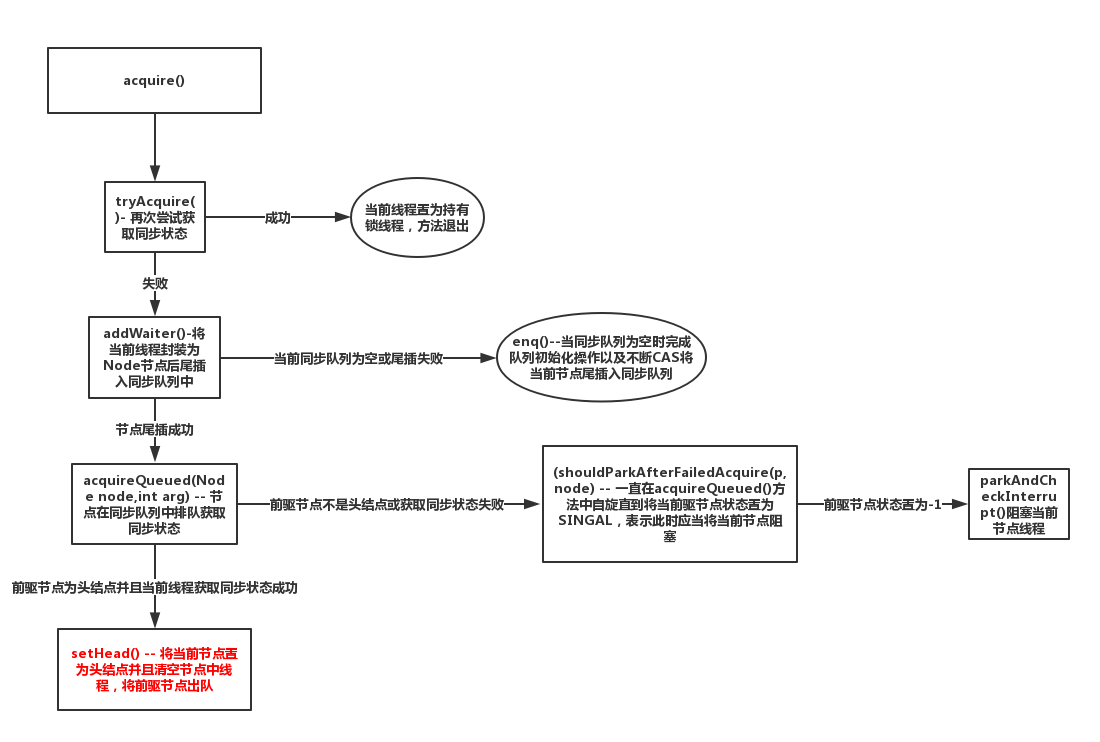 acquire()
tryAcquire(
)- 再次尝试获
取同步状态
成功
当前线程置为持有
锁线程，方法退出
失败
addWaiter()-将
当前线程封装为
Node节点后尾插
入同步队列中
当前同步队列为空或尾插失败
enq()--当同步队列为空时完成
队列初始化操作以及不断CAS将
当前节点尾插入同步队列
节点尾插成功
acquireQueued(Nod
e node,int arg) -- 节
点在同步队列中排队获取
同步状态
前驱节点不是头结点或获取同步状态失败
(shouldParkAfterFailedAcquire(p,
node) -- 一直在acquireQueued()方
法中自旋直到将当前驱节点状态置为
SINGAL，表示此时应当将当前节点阻
塞
前驱节点状态置为-1
parkAndCh
eckInterru
pt()阻塞当前
节点线程
前驱节点为头结点并且当前线程获取同步状态成功
setHead() -- 将当前节点置
为头结点并且清空节点中线
程，将前驱节点出队